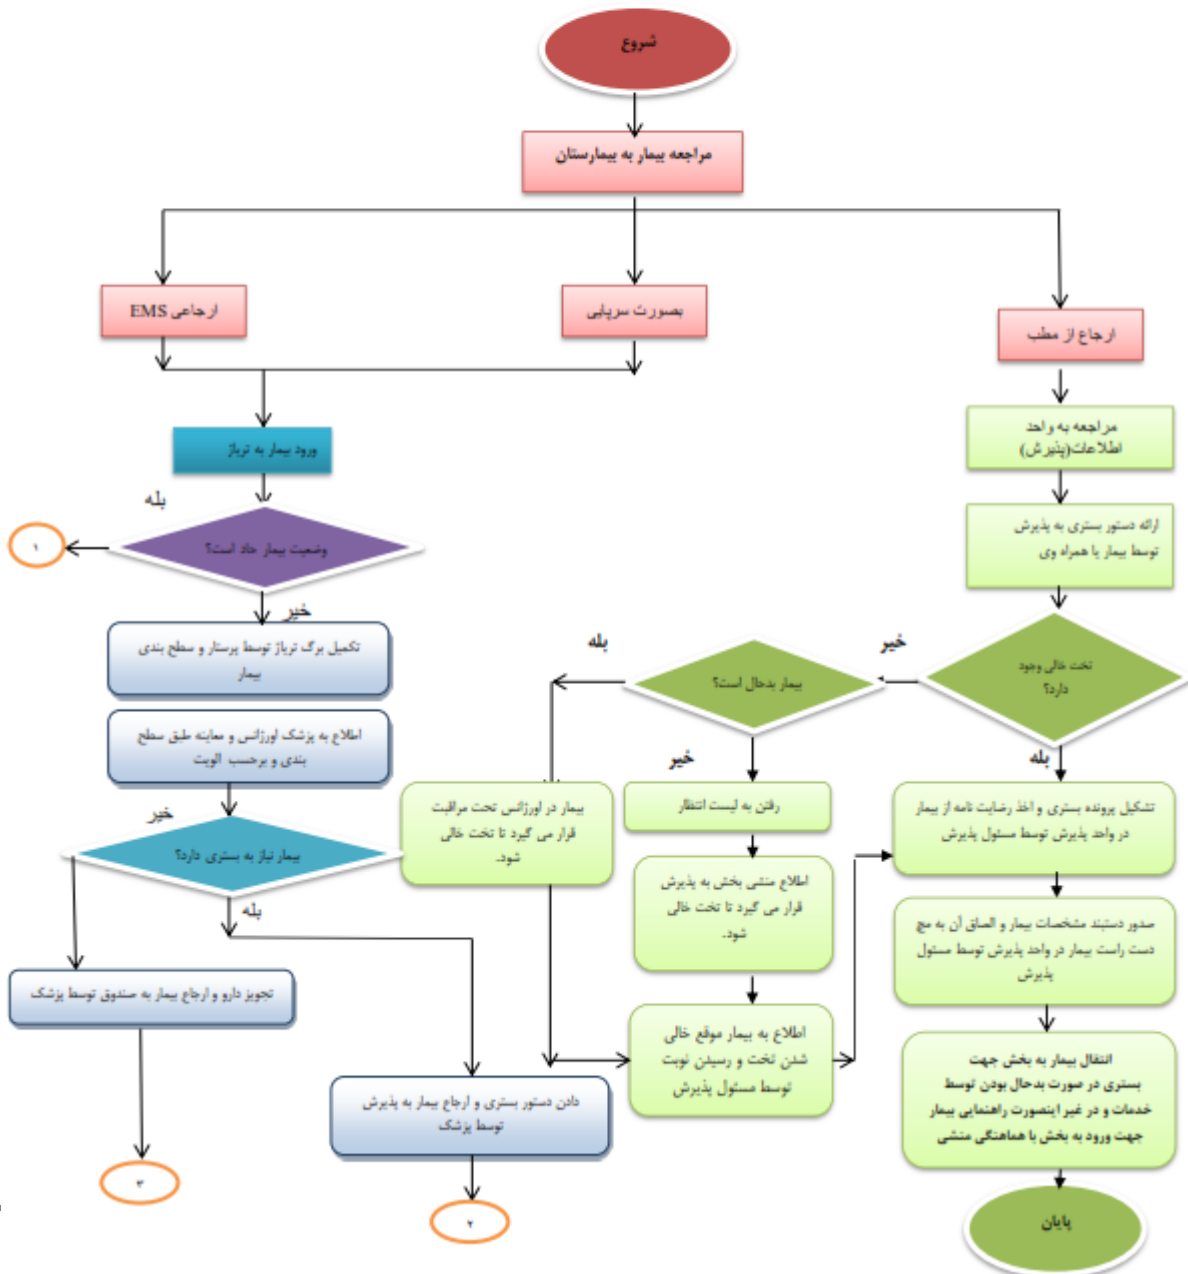 شروع
مراجعه بیمار به بیمارستان
ارجاعی EMS
بصورت سرپایی
ارجاع از مطب
ورود بیمار به تریاژ
مراجعه به واحد
اطلاعات(پذیرش)
بله
وضعیت بیمار حاد است؟
۱
ارائه دستور بستری به پذیرش
توسط بیمار یا همراه وی
خیر
تکمیل برگ تریاژ توسط پرستار و سطح بندی
بیمار
بله
بیمار بدحال است؟
خیر
تخت خالی وجود
دارد؟
اطلاع به پزشک اورژانس و معاینه طبق سطح
بندی و برحسب الویت
خیر
بله
خیر
بیمار نیاز به بستری دارد؟
بله
بیمار در اورژانس تحت مراقبت
قرار می گیرد تا تخت خالی
شود.
رفتن به لیست انتظار
تشکیل پرونده بستری و اخذ رضایت نامه از بیمار
در واحد پذیرش توسط مسئول پذیرش
اطلاع منشی بخش به پذیرش
قرار می گیرد تا تخت خالی
شود.
صدور دستبند مشخصات بیمار و الصاق آن به مچ
دست راست بیمار در واحد پذیرش توسط مسئول
پذیرش
تجویز دارو و ارجاع بیمار به صندوق توسط پزشک
اطلاع به بیمار موقع خالی
شدن تخت و رسیدن نوبت
توسط مسئول پذیرش
انتقال بیمار به بخش جهت
بستری در صورت بدحال بودن توسط
خدمات و در غیر اینصورت راهنمایی بیمار
جهت ورود به بخش با هماهنگی منشی
دادن دستور بستری و ارجاع بیمار به پذیرش
توسط پزشک
۳
۲
پایان